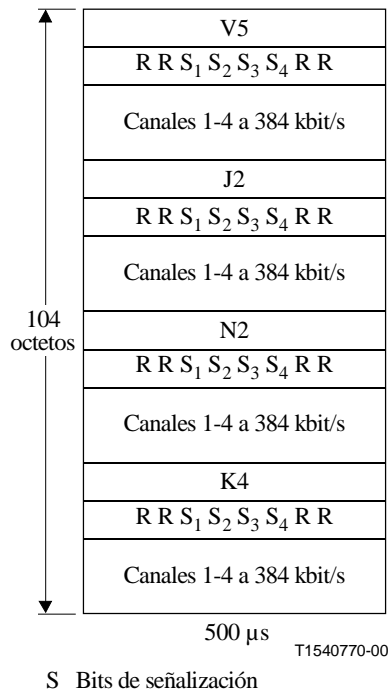 V5
R R S₁ S₂ S₃ S₄ R R
Canales 1-4 a 384 kbit/s
J2
R R S₁ S₂ S₃ S₄ R R
Canales 1-4 a 384 kbit/s
104
octetos
N2
R R S₁ S₂ S₃ S₄ R R
Canales 1-4 a 384 kbit/s
K4
R R S₁ S₂ S₃ S₄ R R
Canales 1-4 a 384 kbit/s
500 µs
T1540770-00
S Bits de señalización